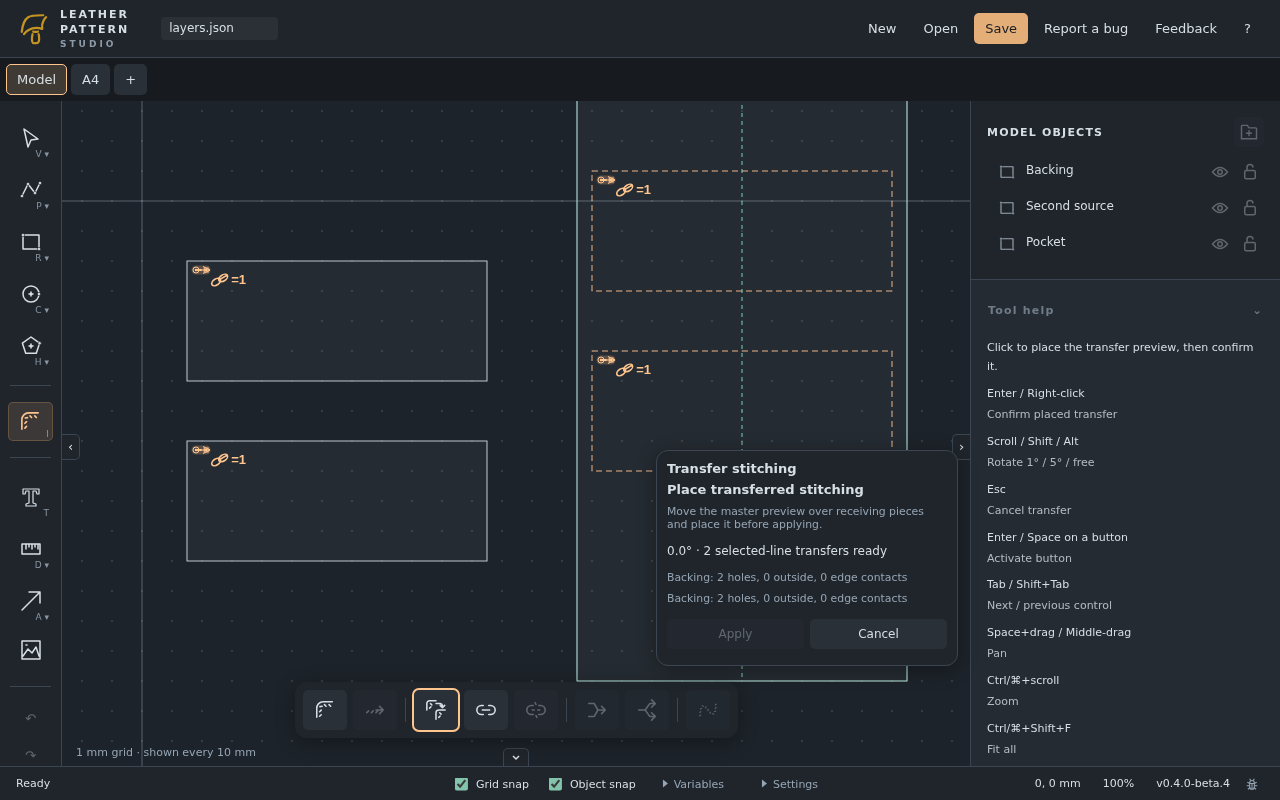 LEATHER
PATTERN
STUDIO
layers.json
New
Open
Save
Report a bug
Feedback
?
Model
A4
+
V ▾
P ▾
R ▾
C ▾
H ▾
I
T
D ▾
A ▾
=1
=1
=1
=1
Transfer stitching
Place transferred stitching
Move the master preview over receiving pieces
and place it before applying.
0.0° · 2 selected-line transfers ready
Backing: 2 holes, 0 outside, 0 edge contacts
Backing: 2 holes, 0 outside, 0 edge contacts
Apply
Cancel
1 mm grid · shown every 10 mm
MODEL OBJECTS
Backing
Second source
Pocket
Tool help
Click to place the transfer preview, then confirm
it.
Enter / Right-click
Confirm placed transfer
Scroll / Shift / Alt
Rotate 1° / 5° / free
Esc
Cancel transfer
Enter / Space on a button
Activate button
Tab / Shift+Tab
Next / previous control
Space+drag / Middle-drag
Pan
Ctrl/⌘+scroll
Zoom
Ctrl/⌘+Shift+F
Fit all
Ready
Grid snap
Object snap
Variables
Settings
0, 0 mm
100%
v0.4.0-beta.4